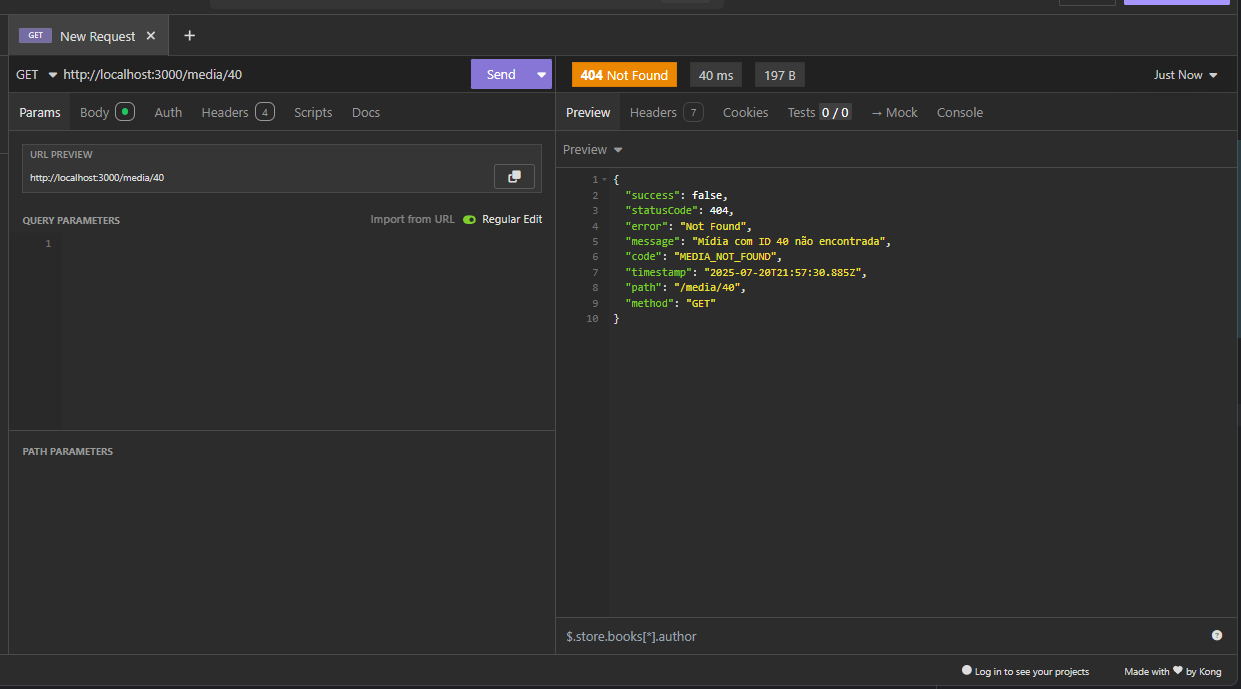 GET New Request ×
+
GET http://localhost:3000/media/40 Send
Params Body Auth Headers 4 Scripts Docs
URL PREVIEW
http://localhost:3000/media/40
QUERY PARAMETERS Import from URL Regular Edit
1
PATH PARAMETERS
404 Not Found 40 ms 197 B Just Now
Preview Headers 7 Cookies Tests 0 / 0 → Mock Console
Preview
1 {
2 "success": false,
3 "statusCode": 404,
4 "error": "Not Found",
5 "message": "Mídia com ID 40 não encontrada",
6 "code": "MEDIA_NOT_FOUND",
7 "timestamp": "2025-07-20T21:57:30.885Z",
8 "path": "/media/40",
9 "method": "GET"
10 }
$.store.books[*].author ?
Log in to see your projects Made with ♥ by Kong